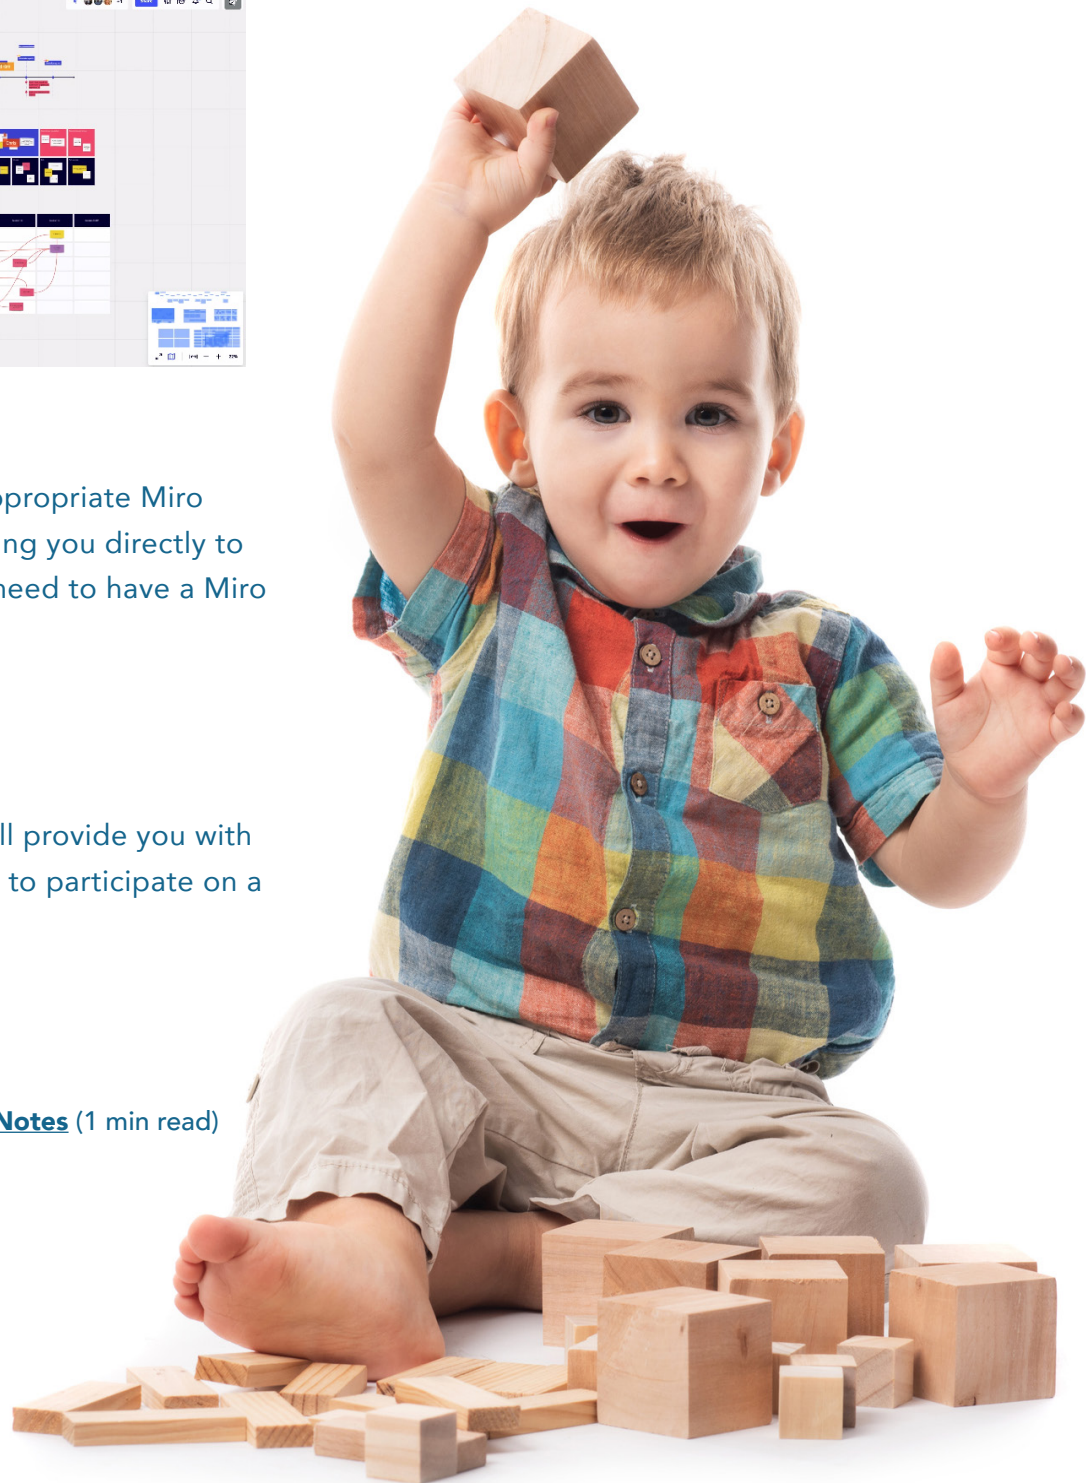 ppropriate Miro
ng you directly to
need to have a Miro
ll provide you with
to participate on a
Notes (1 min read)